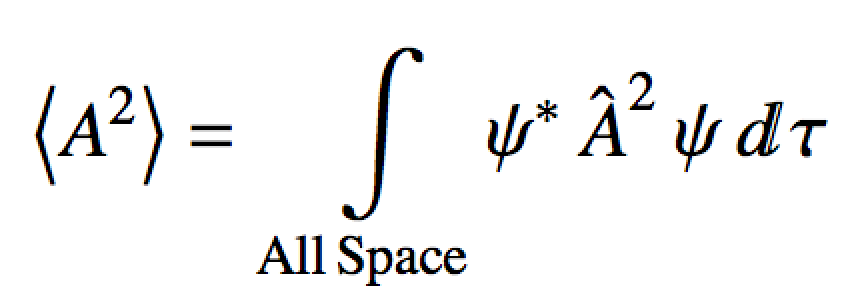 ⟨A²⟩ = ∫ ψ* Â² ψ ⅆτ
All Space